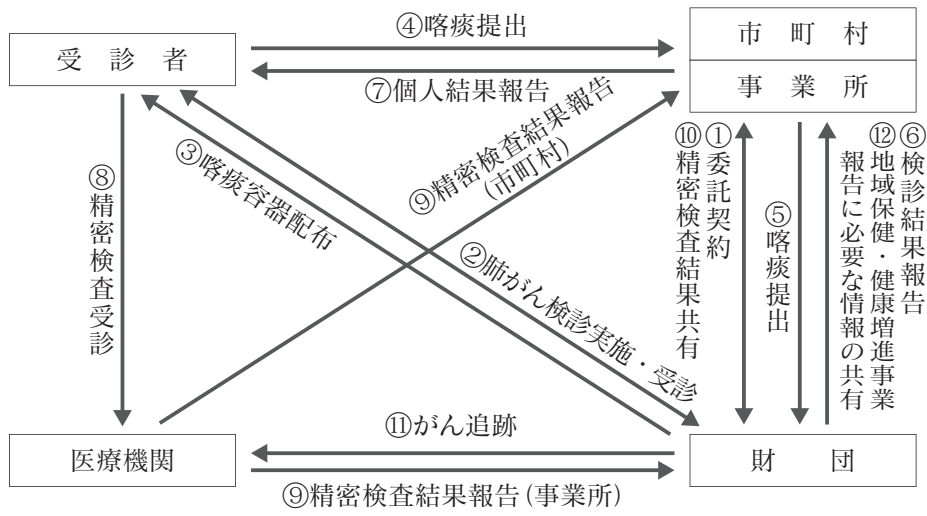 ④喀痰提出
受　診　者
市　町　村
事　業　所
⑦個人結果報告
③喀痰容器配布
⑨精密検査結果報告
(市町村)
②肺がん検診実施・受診
⑧精密検査受診
⑥検診結果報告
⑫地域保健・健康増進事業
報告に必要な情報の共有
⑤喀痰提出
①委託契約
⑩精密検査結果共有
⑪がん追跡
医療機関
財　　団
⑨精密検査結果報告(事業所)